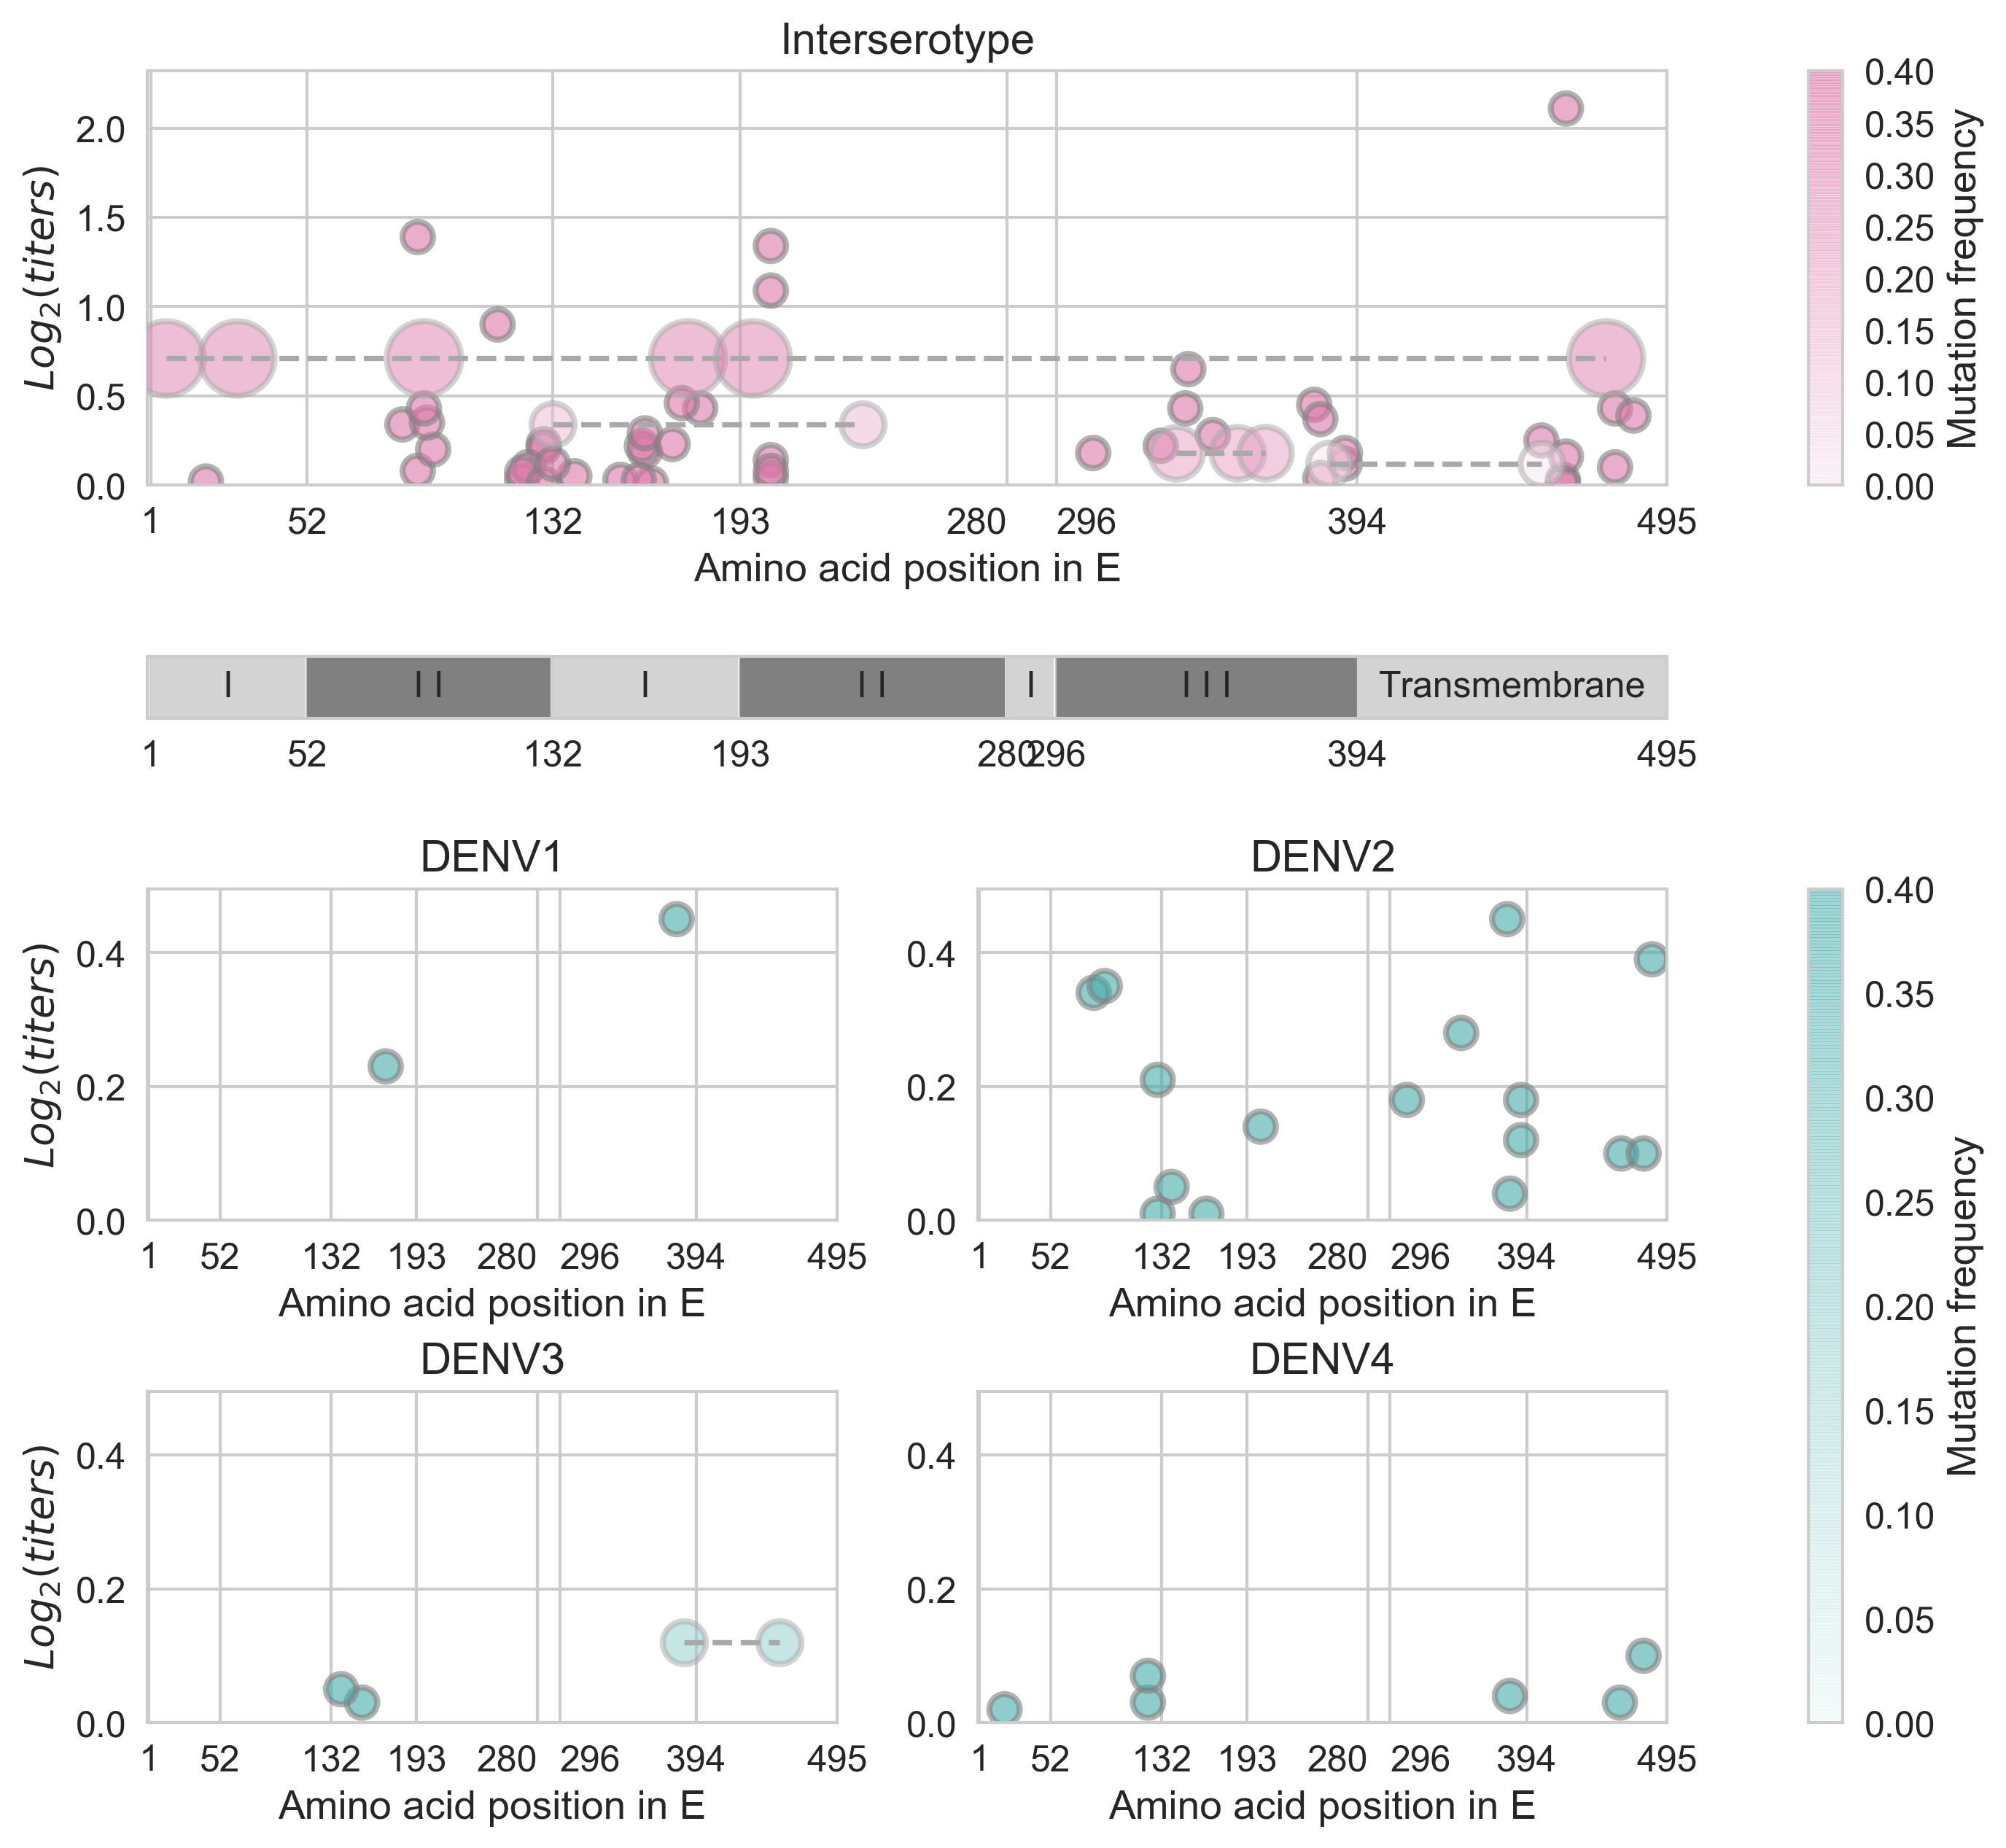 Interserotype
Log2(titers)
2.0
1.5
1.0
0.5
0.0
1 52 132 193 280 296 394 495
Amino acid position in E
0.40
0.35
0.30
0.25
0.20
0.15
0.10
0.05
0.00
Mutation frequency
I II I II I III Transmembrane
1 52 132 193 280 296 394 495
DENV1
Log2(titers)
0.4
0.2
0.0
1 52 132 193 280 296 394 495
Amino acid position in E
DENV2
0.4
0.2
0.0
1 52 132 193 280 296 394 495
Amino acid position in E
DENV3
Log2(titers)
0.4
0.2
0.0
1 52 132 193 280 296 394 495
Amino acid position in E
DENV4
0.4
0.2
0.0
1 52 132 193 280 296 394 495
Amino acid position in E
0.40
0.35
0.30
0.25
0.20
0.15
0.10
0.05
0.00
Mutation frequency